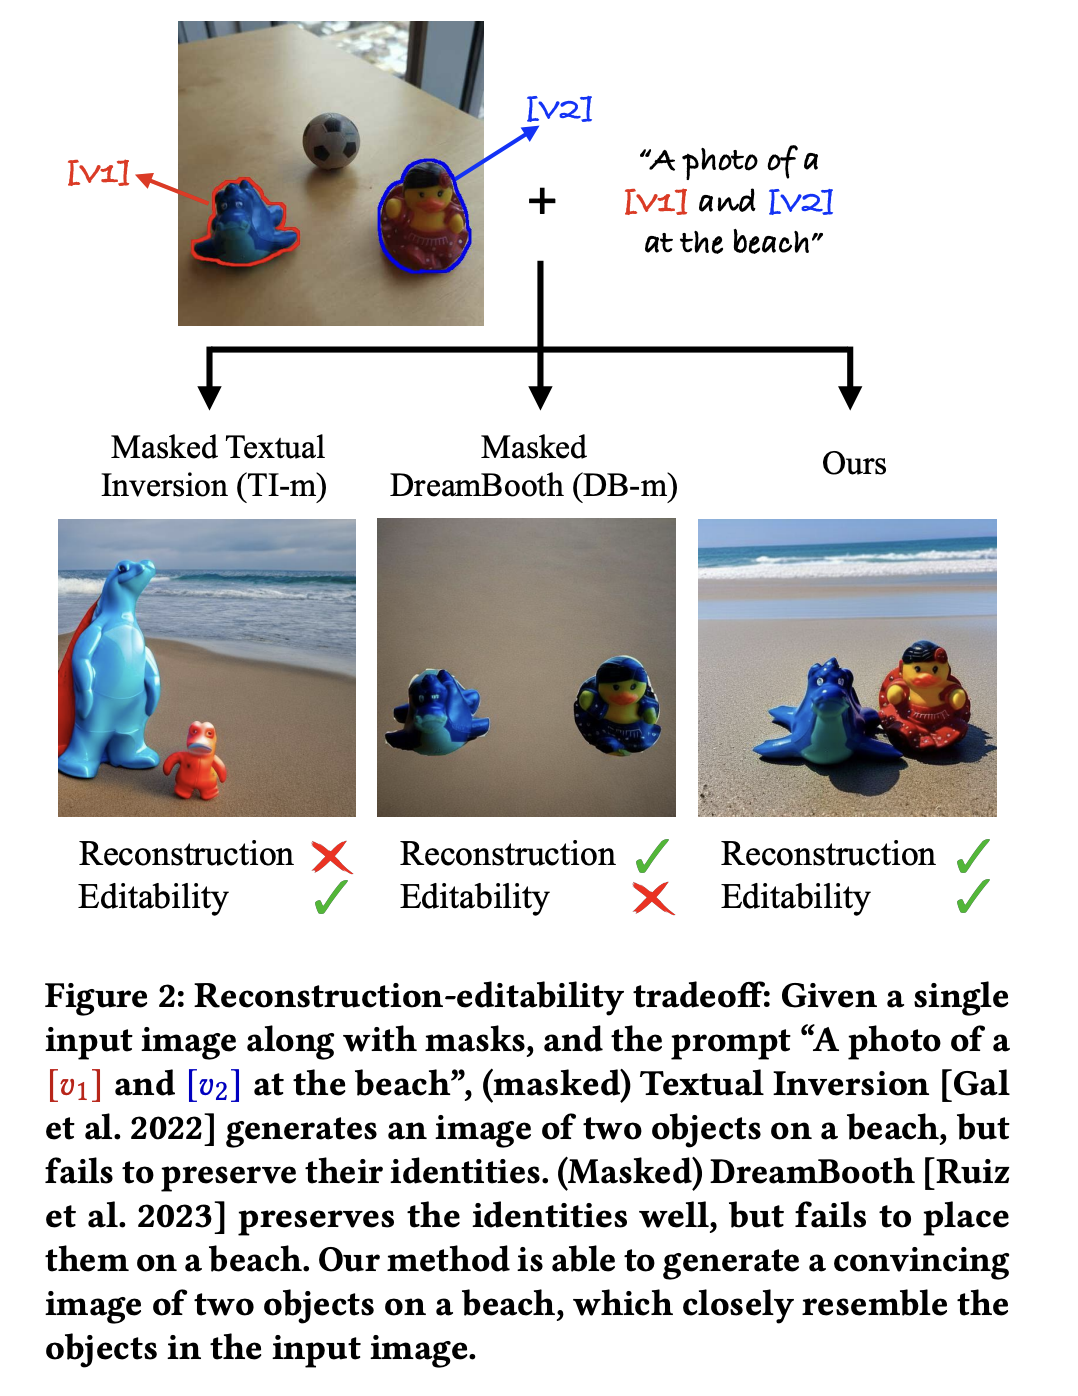 [v1]
[v2]
+
“A photo of a
[v1] and [v2]
at the beach”
Masked Textual
Inversion (TI-m)
Masked
DreamBooth (DB-m)
Ours
Reconstruction
Editability
Reconstruction
Editability
Reconstruction
Editability
Figure 2: Reconstruction-editability tradeoff: Given a single
input image along with masks, and the prompt “A photo of a
[v1] and [v2] at the beach”, (masked) Textual Inversion [Gal
et al. 2022] generates an image of two objects on a beach, but
fails to preserve their identities. (Masked) DreamBooth [Ruiz
et al. 2023] preserves the identities well, but fails to place
them on a beach. Our method is able to generate a convincing
image of two objects on a beach, which closely resemble the
objects in the input image.